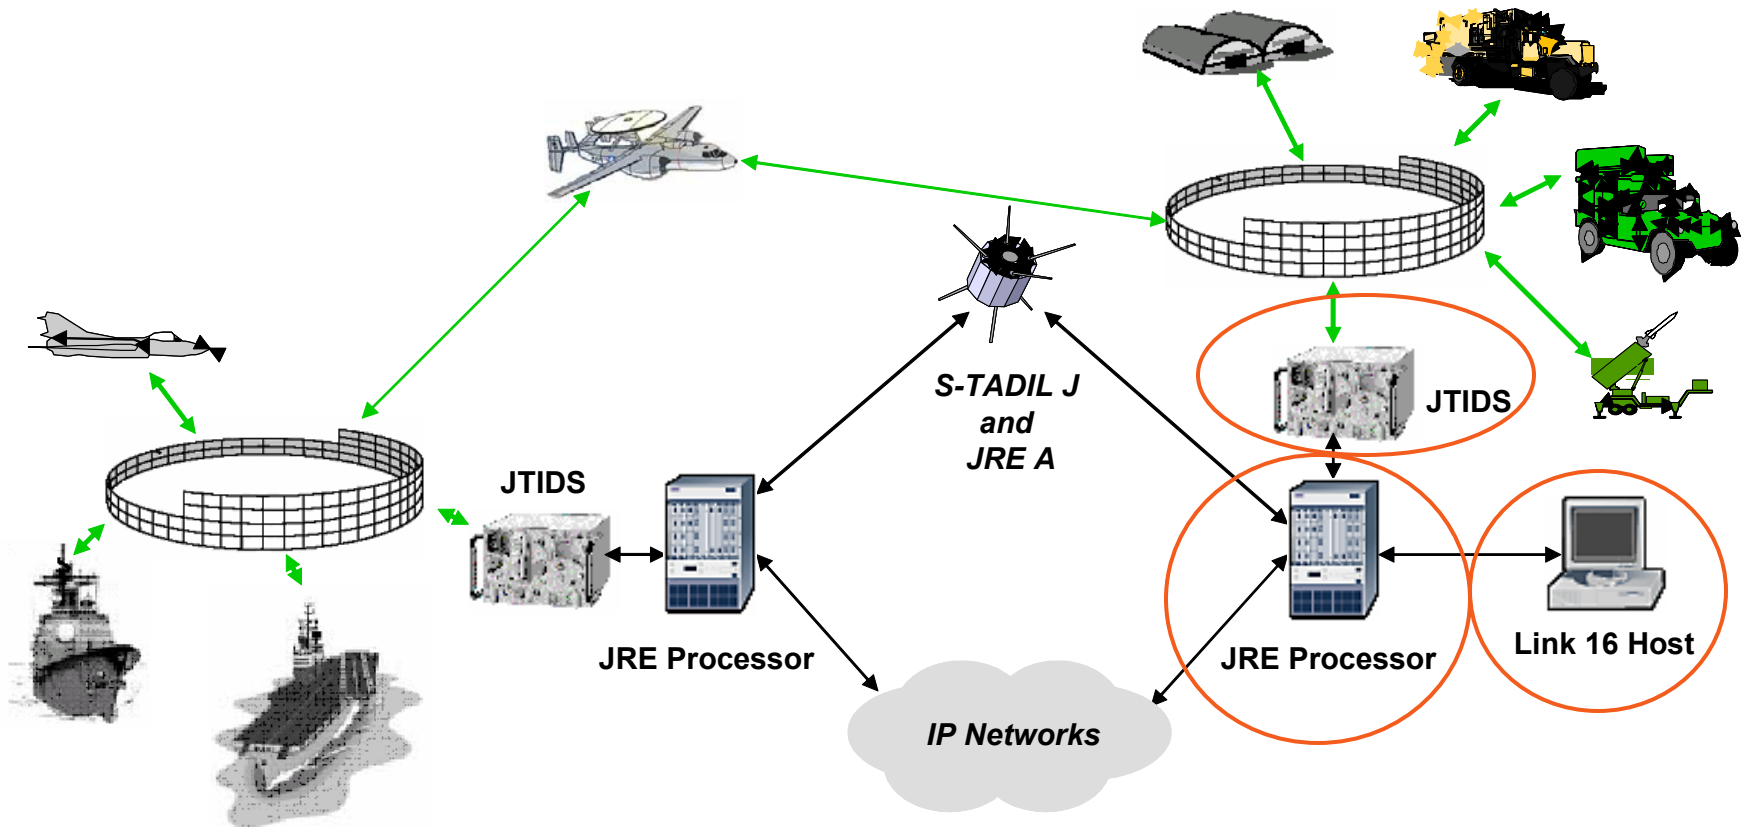 S-TADIL J
and
JRE A
JTIDS
JTIDS
JRE Processor
JRE Processor
Link 16 Host
IP Networks